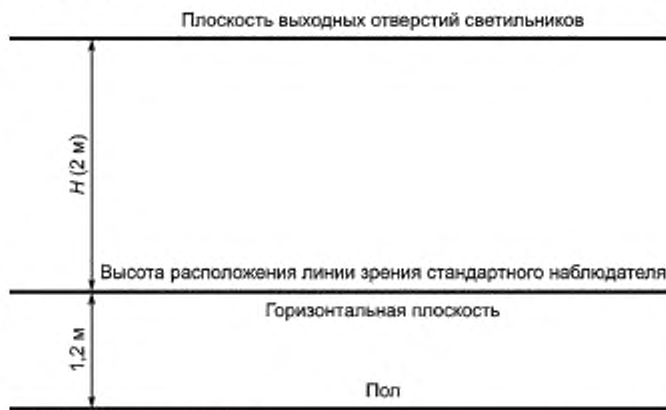 Плоскость выходных отверстий светильников
H (2 м)
Высота расположения линии зрения стандартного наблюдателя
Горизонтальная плоскость
1,2 м
Пол